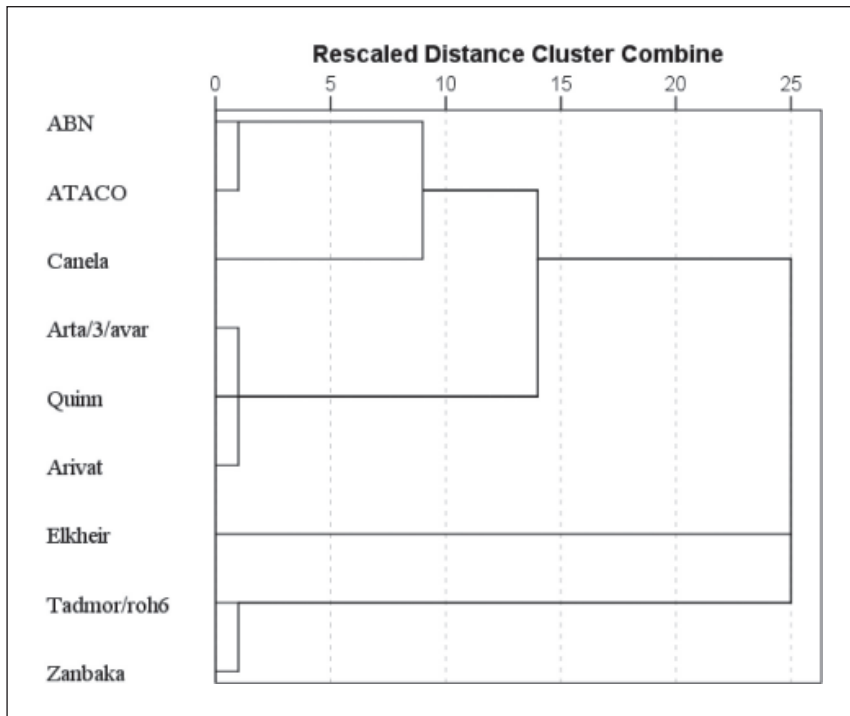 Rescaled Distance Cluster Combine
0 5 10 15 20 25
ABN
ATACO
Canela
Arta/3/avar
Quinn
Arivat
Elkheir
Tadmor/roh6
Zanbaka